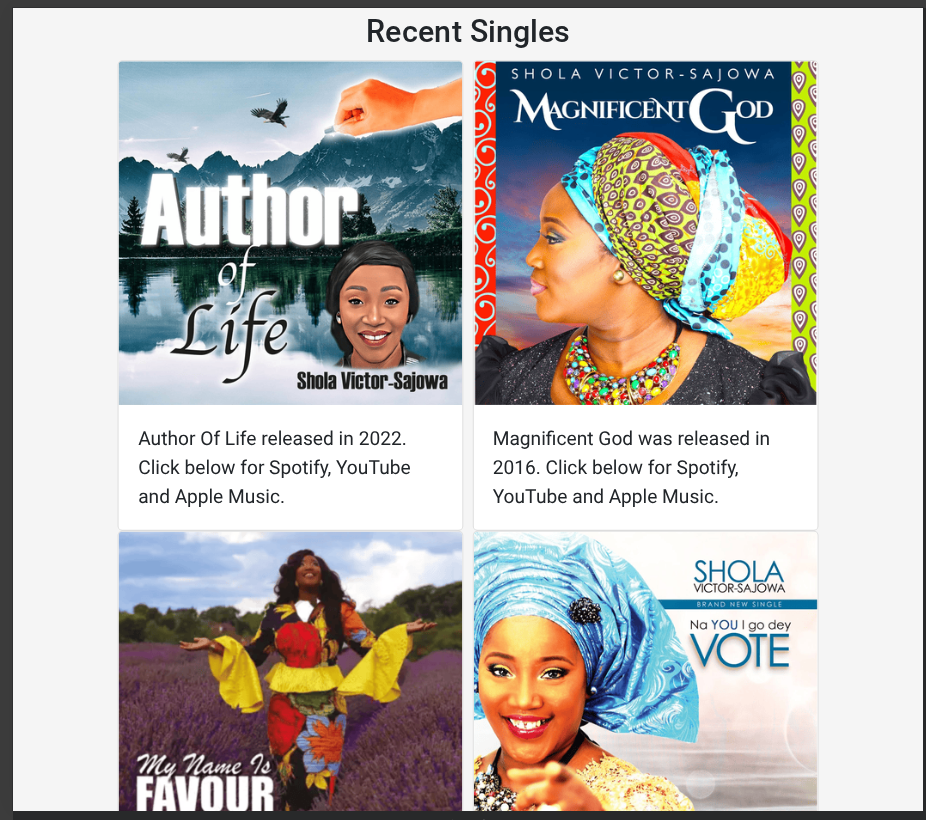 Recent Singles
Author
of
Life
Shola Victor-Sajowa
SHOLA VICTOR-SAJOWA
MAGNIFICENT GOD
Author Of Life released in 2022.
Click below for Spotify, YouTube
and Apple Music.
Magnificent God was released in
2016. Click below for Spotify,
YouTube and Apple Music.
My Name Is
FAVOUR
SHOLA
VICTOR-SAJOWA
BRAND NEW SINGLE
Na YOU I go dey
VOTE